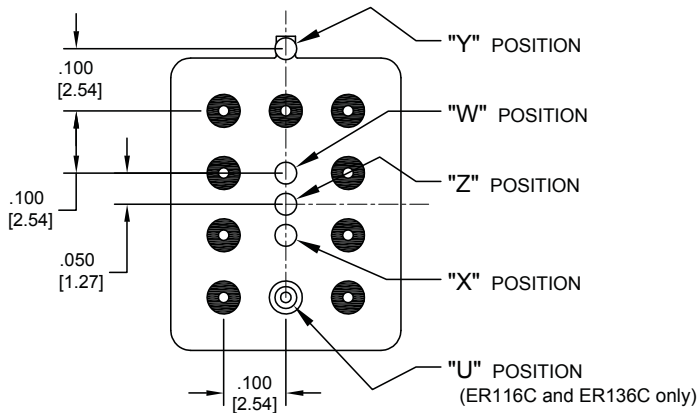 "Y" POSITION
.100
[2.54]
"W" POSITION
"Z" POSITION
.100
[2.54]
.050
[1.27]
"X" POSITION
"U" POSITION
(ER116C and ER136C only)
.100
[2.54]